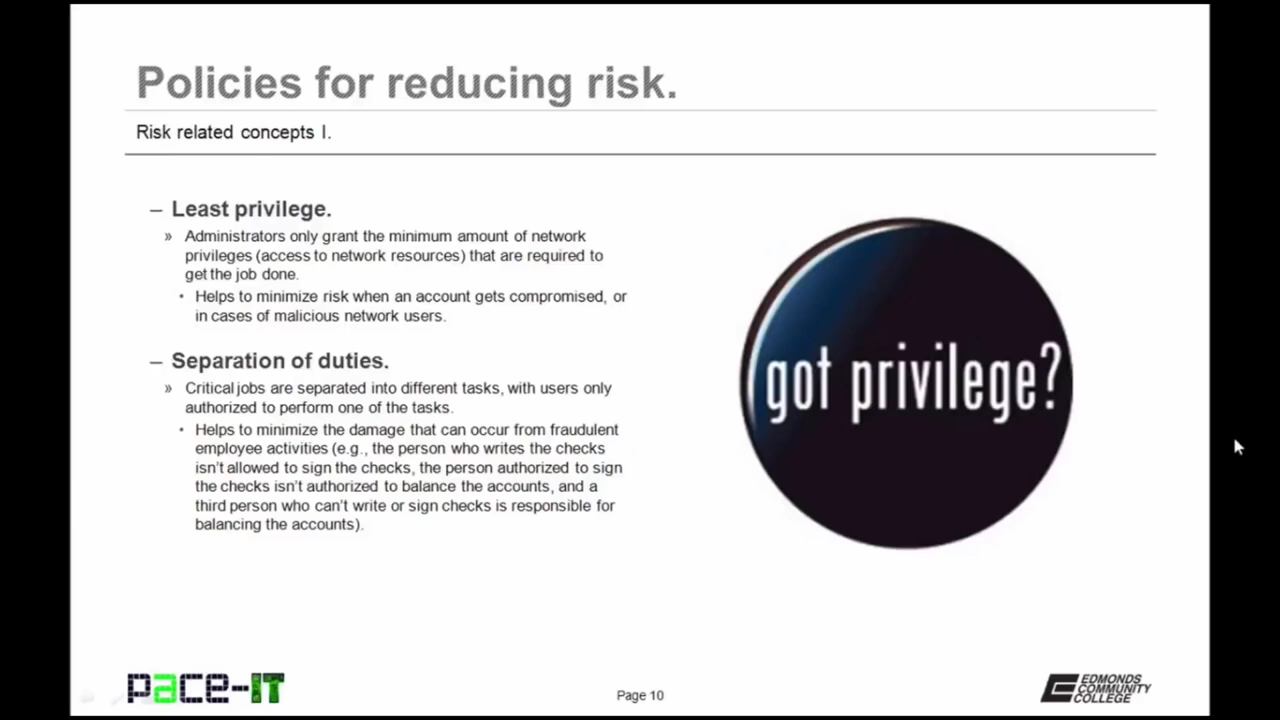 Policies for reducing risk.
Risk related concepts I.
– Least privilege.
» Administrators only grant the minimum amount of network
privileges (access to network resources) that are required to
get the job done.
• Helps to minimize risk when an account gets compromised, or
in cases of malicious network users.
– Separation of duties.
» Critical jobs are separated into different tasks, with users only
authorized to perform one of the tasks.
• Helps to minimize the damage that can occur from fraudulent
employee activities (e.g., the person who writes the checks
isn't allowed to sign the checks, the person authorized to sign
the checks isn't authorized to balance the accounts, and a
third person who can't write or sign checks is responsible for
balancing the accounts).
got privilege?
pace-IT
Page 10
EDMONDS
COMMUNITY
COLLEGE